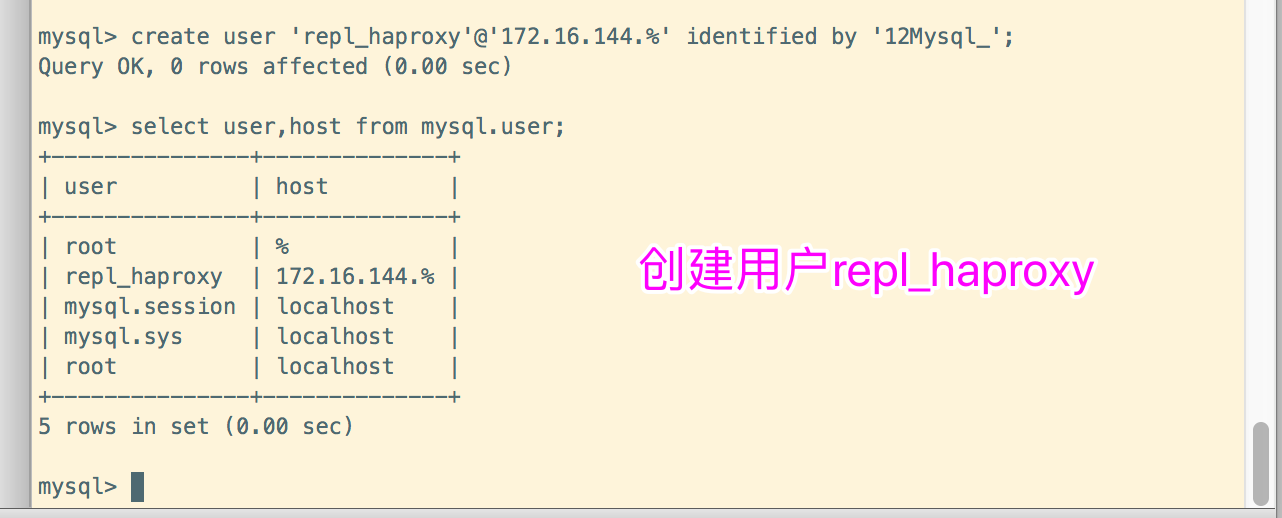 mysql> create user 'repl_haproxy'@'172.16.144.%' identified by '12Mysql_';
Query OK, 0 rows affected (0.00 sec)
mysql> select user,host from mysql.user;
+---------------+--------------+
| user          | host         |
+---------------+--------------+
| root          | %            |
| repl_haproxy  | 172.16.144.% |
| mysql.session | localhost    |
| mysql.sys     | localhost    |
| root          | localhost    |
+---------------+--------------+
5 rows in set (0.00 sec)
mysql>
创建用户repl_haproxy